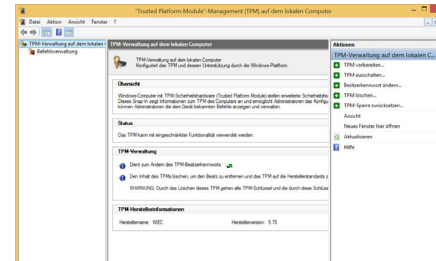 "Trusted Platform Module"-Management (TPM) auf dem lokalen Computer
Datei Aktion Ansicht Fenster ?
TPM-Verwaltung auf dem lokalen
Befehlsverwaltung
TPM-Verwaltung auf dem lokalen Computer
TPM-Verwaltung auf dem lokalen Computer
Konfiguriert das TPM und dessen Unterstützung durch die Windows-Plattform.
Übersicht
Windows-Computer mit TPM-Sicherheitshardware (Trusted Platform Module) stellen erweiterte Sicherheitsfu
Dieses Snap-In zeigt Informationen zum TPM des Computers an und ermöglicht Administratoren das
können Administratoren die dem Gerät bekannten Befehle anzeigen und verwalten.
Status
Das TPM kann mit eingeschränkter Funktionalität verwendet werden.
TPM-Verwaltung
Dient zum Ändern des TPM-Besitzerkennworts.
Den Inhalt des TPMs löschen, um den Besitz zu entfernen und das TPM auf die Herstellerstandards z
WARNUNG: Durch das Löschen dieses TPM gehen alle TPM-Schlüssel und die durch diese Schlüss
TPM-Herstellerinformationen
Herstellername: WEC Herstellerversion: 5.70
Aktionen
TPM-Verwaltung auf dem lokalen C...
TPM vorbereiten...
TPM ausschalten...
Besitzerkennwort ändern...
TPM löschen...
TPM-Sperre zurücksetzen...
Ansicht
Neues Fenster hier öffnen
Aktualisieren
Hilfe